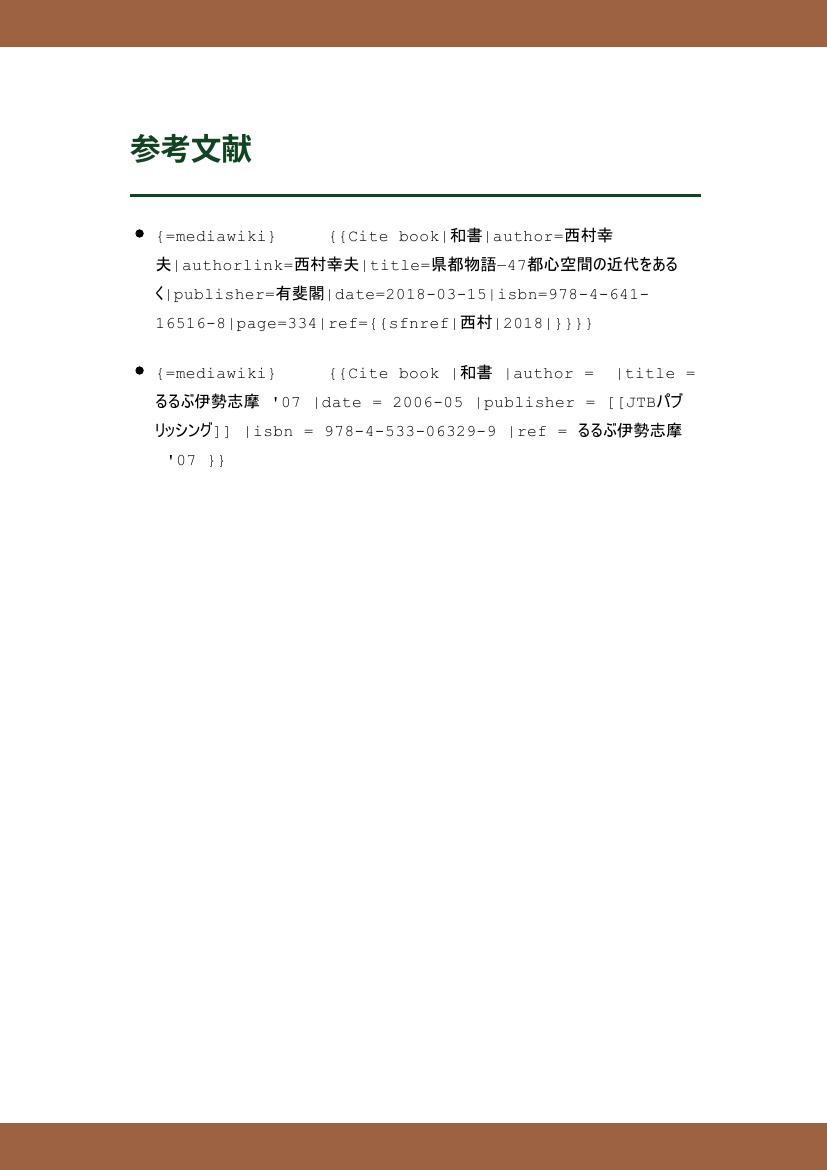 参考文献
• {=mediawiki} {{Cite book|和書|author=西村幸
夫|authorlink=西村幸夫|title=県都物語―47都心空間の近代をある
く|publisher=有斐閣|date=2018-03-15|isbn=978-4-641-
16516-8|page=334|ref={{sfnref|西村|2018|}}}}
• {=mediawiki} {{Cite book |和書 |author = |title =
るるぶ伊勢志摩 '07 |date = 2006-05 |publisher = [[JTBパブ
リッシング]] |isbn = 978-4-533-06329-9 |ref = るるぶ伊勢志摩
'07 }}